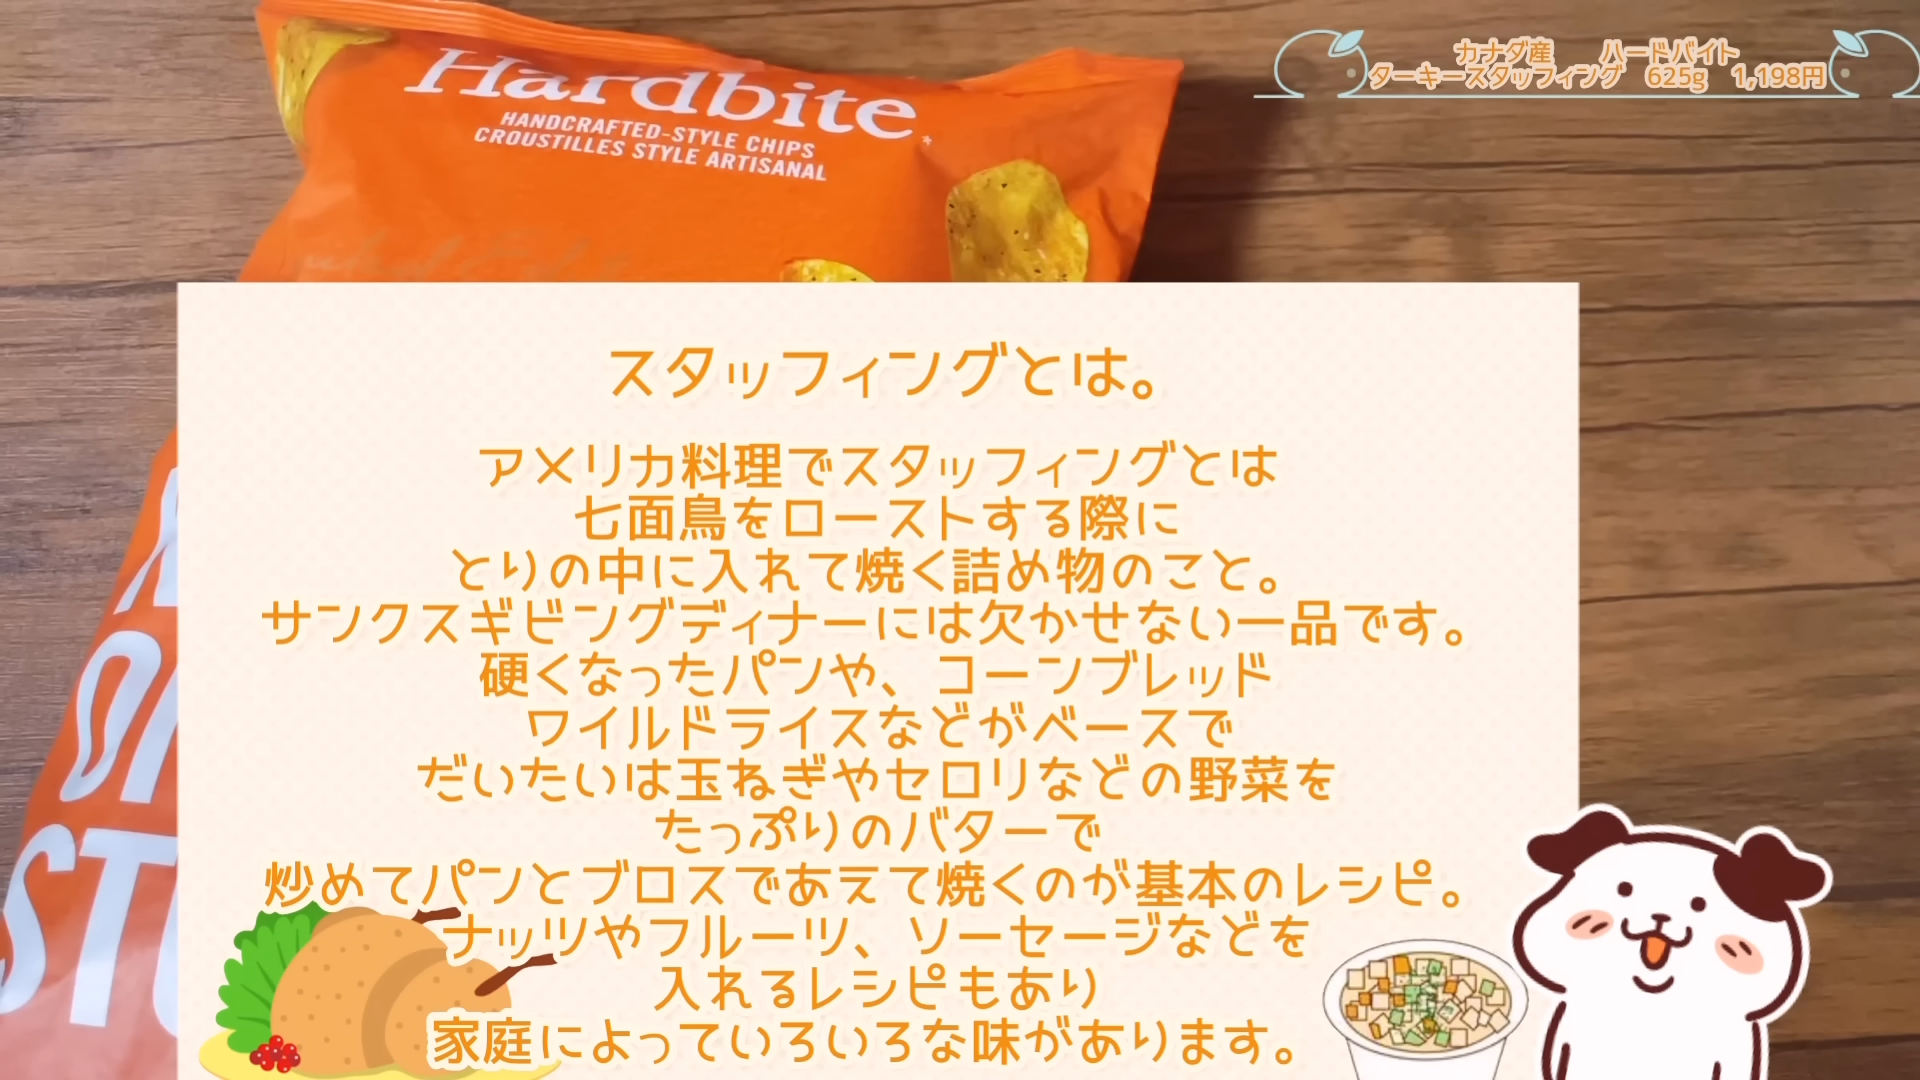 Hardbite
HANDCRAFTED-STYLE CHIPS
CROUSTILLES STYLE ARTISANAL
カナダ産　ハードバイト
ターキースタッフィング　625g　1,198円
スタッフィングとは。
アメリカ料理でスタッフィングとは
七面鳥をローストする際に
とりの中に入れて焼く詰め物のこと。
サンクスギビングディナーには欠かせない一品です。
硬くなったパンや、コーンブレッド
ワイルドライスなどがベースで
だいたいは玉ねぎやセロリなどの野菜を
たっぷりのバターで
炒めてパンとブロスであえて焼くのが基本のレシピ。
ナッツやフルーツ、ソーセージなどを
入れるレシピもあり
家庭によっていろいろな味があります。